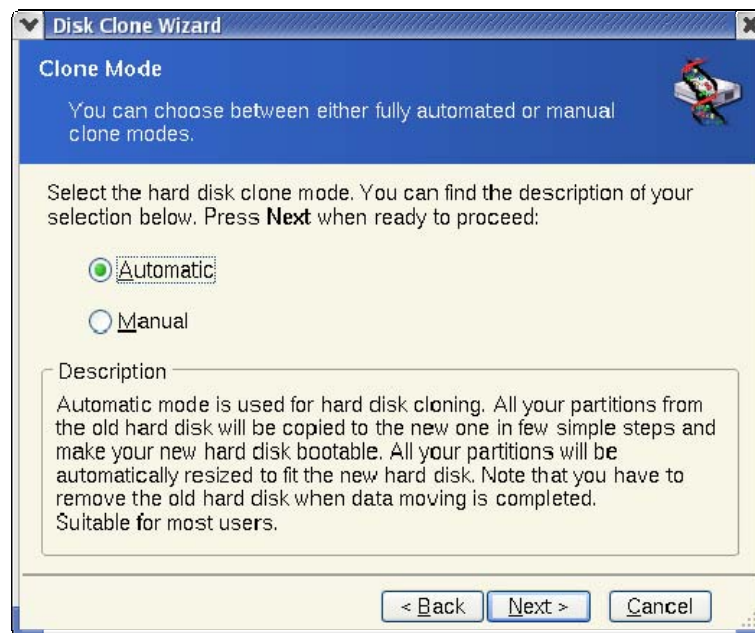 Disk Clone Wizard
Clone Mode
You can choose between either fully automated or manual
clone modes.
Select the hard disk clone mode. You can find the description of your
selection below. Press Next when ready to proceed:
Automatic
Manual
Description
Automatic mode is used for hard disk cloning. All your partitions from
the old hard disk will be copied to the new one in few simple steps and
make your new hard disk bootable. All your partitions will be
automatically resized to fit the new hard disk. Note that you have to
remove the old hard disk when data moving is completed.
Suitable for most users.
< Back Next > Cancel